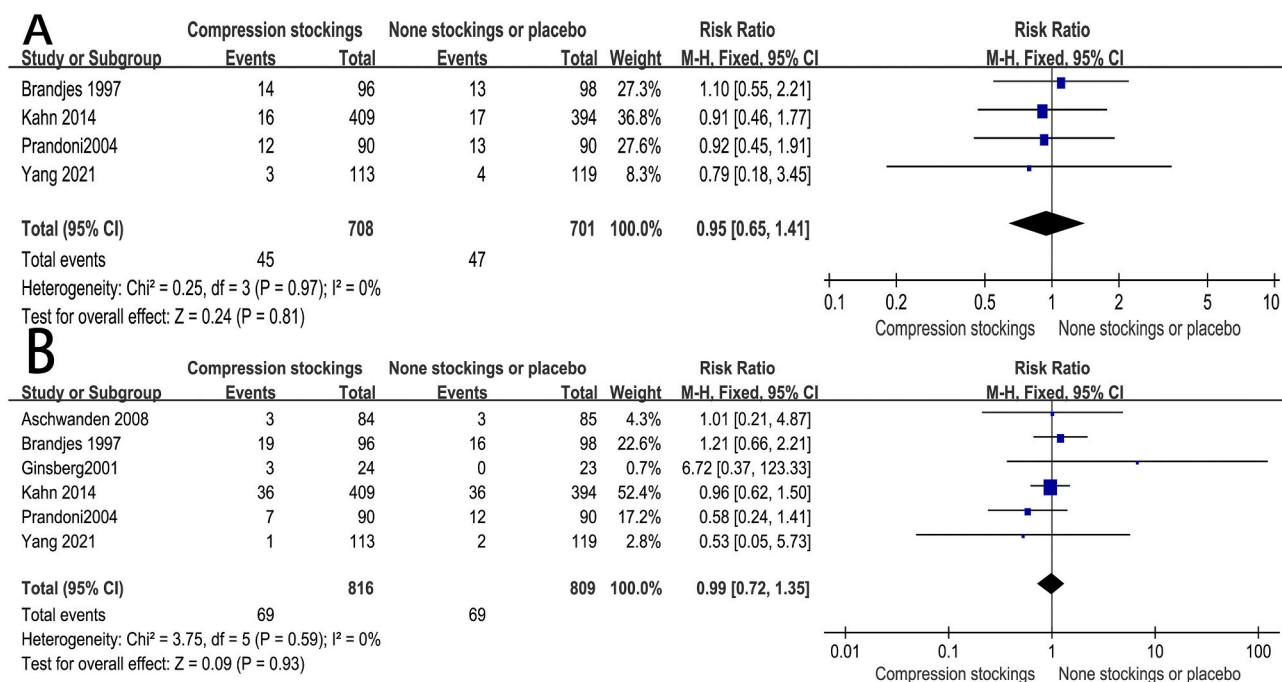 A
Compression stockings None stockings or placebo Risk Ratio Risk Ratio
Study or Subgroup Events Total Events Total Weight M-H, Fixed, 95% CI M-H, Fixed, 95% CI
Brandjes 1997 14 96 13 98 27.3% 1.10 [0.55, 2.21]
Kahn 2014 16 409 17 394 36.8% 0.91 [0.46, 1.77]
Prandoni2004 12 90 13 90 27.6% 0.92 [0.45, 1.91]
Yang 2021 3 113 4 119 8.3% 0.79 [0.18, 3.45]
Total (95% CI) 708 701 100.0% 0.95 [0.65, 1.41]
Total events 45 47
Heterogeneity: Chi² = 0.25, df = 3 (P = 0.97); I² = 0%
Test for overall effect: Z = 0.24 (P = 0.81)
0.1 0.2 0.5 1 2 5 10
Compression stockings None stockings or placebo
B
Compression stockings None stockings or placebo Risk Ratio Risk Ratio
Study or Subgroup Events Total Events Total Weight M-H, Fixed, 95% CI M-H, Fixed, 95% CI
Aschwanden 2008 3 84 3 85 4.3% 1.01 [0.21, 4.87]
Brandjes 1997 19 96 16 98 22.6% 1.21 [0.66, 2.21]
Ginsberg2001 3 24 0 23 0.7% 6.72 [0.37, 123.33]
Kahn 2014 36 409 36 394 52.4% 0.96 [0.62, 1.50]
Prandoni2004 7 90 12 90 17.2% 0.58 [0.24, 1.41]
Yang 2021 1 113 2 119 2.8% 0.53 [0.05, 5.73]
Total (95% CI) 816 809 100.0% 0.99 [0.72, 1.35]
Total events 69 69
Heterogeneity: Chi² = 3.75, df = 5 (P = 0.59); I² = 0%
Test for overall effect: Z = 0.09 (P = 0.93)
0.01 0.1 1 10 100
Compression stockings None stockings or placebo